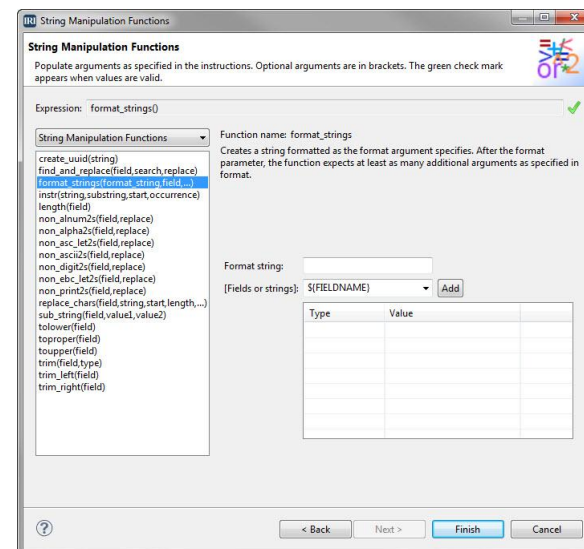 IRI String Manipulation Functions
String Manipulation Functions
Populate arguments as specified in the instructions. Optional arguments are in brackets. The green check mark
appears when values are valid.
Expression: format_strings()
String Manipulation Functions
create_uuid(string)
find_and_replace(field,search,replace)
format_strings(format_string,field,...)
instr(string,substring,start,occurrence)
length(field)
non_alnum2s(field,replace)
non_alpha2s(field,replace)
non_asc_let2s(field,replace)
non_ascii2s(field,replace)
non_digit2s(field,replace)
non_ebc_let2s(field,replace)
non_print2s(field,replace)
replace_chars(field,string,start,length,...)
sub_string(field,value1,value2)
tolower(field)
toproper(field)
toupper(field)
trim(field,type)
trim_left(field)
trim_right(field)
Function name: format_strings
Creates a string formatted as the format argument specifies. After the format
parameter, the function expects at least as many additional arguments as specified in
format.
Format string:
[Fields or strings]: ${FIELDNAME} Add
Type Value
? < Back Next > Finish Cancel